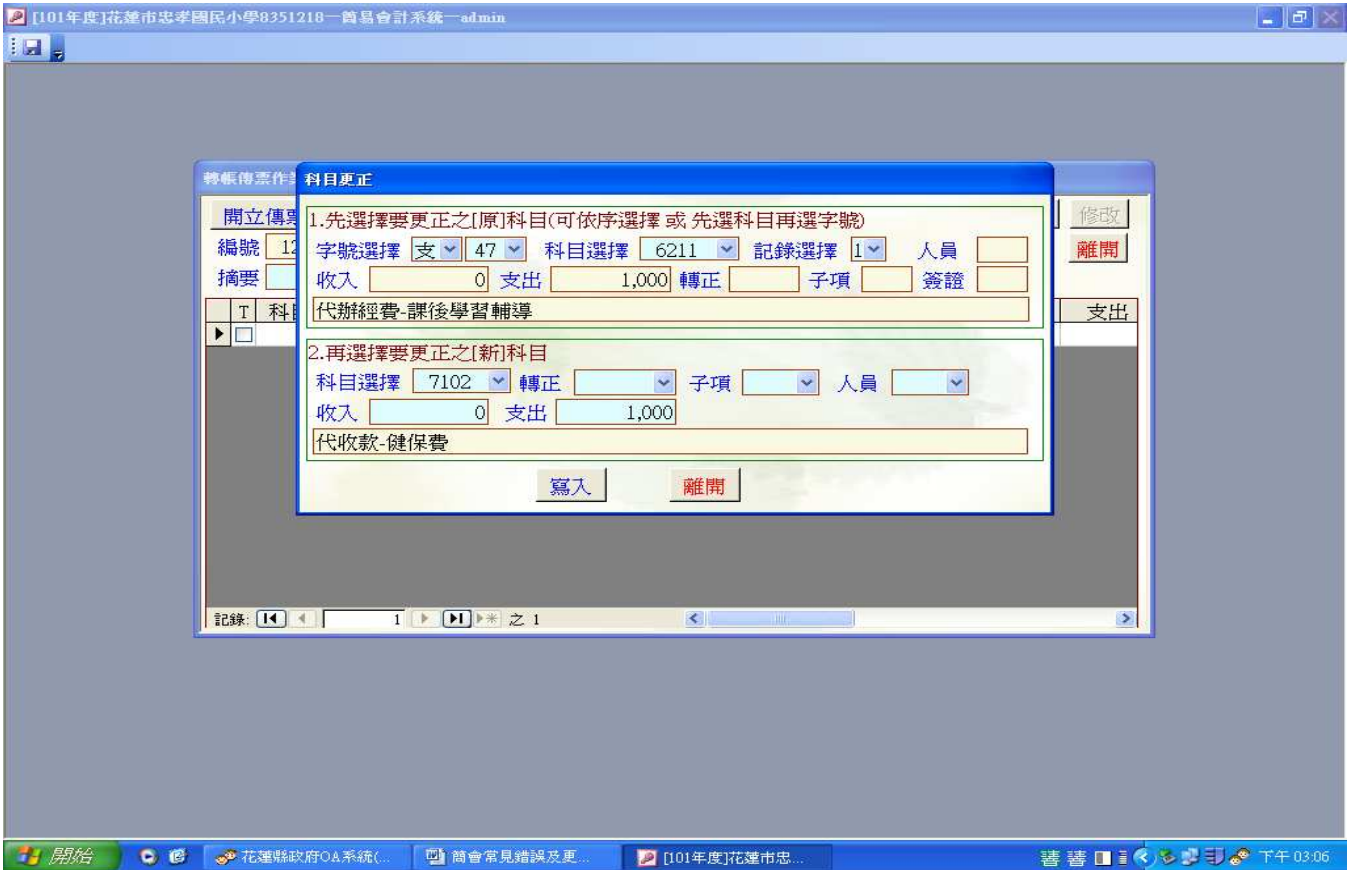 [101年度]花蓮市忠孝國民小學8351218—簡易會計系統—admin
轉帳傳票作業
科目更正
開立傳票
修改
1.先選擇要更正之[原]科目(可依序選擇 或 先選科目再選字號)
編號 12
字號選擇 支 47 科目選擇 6211 記錄選擇 1 人員
離開
摘要
收入 0 支出 1,000 轉正 子項 簽證
T 科目
代辦經費-課後學習輔導
支出
2.再選擇要更正之[新]科目
科目選擇 7102 轉正 子項 人員
收入 0 支出 1,000
代收款-健保費
寫入 離開
記錄: 1 之 1
開始 花蓮縣政府OA系統(... 簡會常見錯誤及更... [101年度]花蓮市忠... 下午 03:06